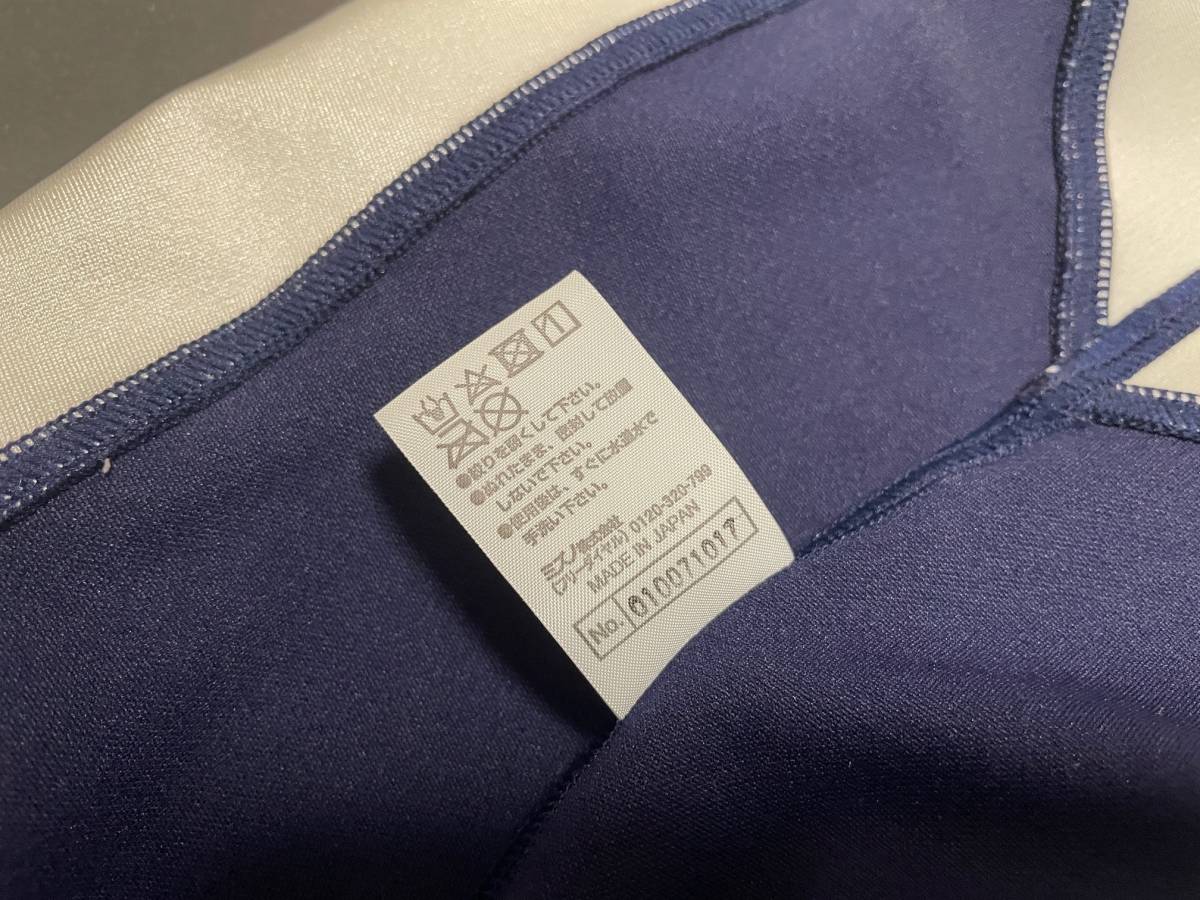 ●絞りを弱くして下さい。
●ぬれたまま、密封して放置
しないで下さい。
●使用後は、すぐに水道水で
手洗い下さい。
ミズノ株式会社
(フリーダイヤル) 0120-320-799
MADE IN JAPAN
No. 010071017